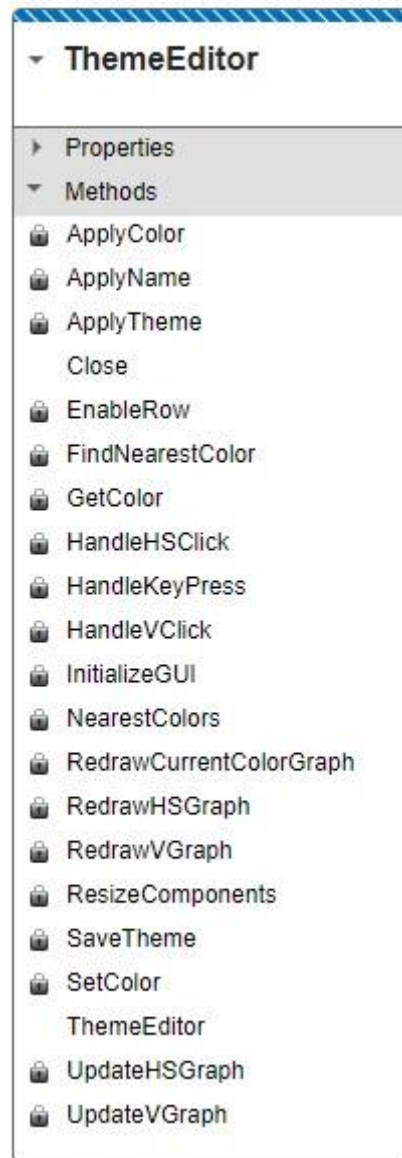 ThemeEditor
Properties
Methods
ApplyColor
ApplyName
ApplyTheme
Close
EnableRow
FindNearestColor
GetColor
HandleHSClick
HandleKeyPress
HandleVClick
InitializeGUI
NearestColors
RedrawCurrentColorGraph
RedrawHSGraph
RedrawVGraph
ResizeComponents
SaveTheme
SetColor
ThemeEditor
UpdateHSGraph
UpdateVGraph